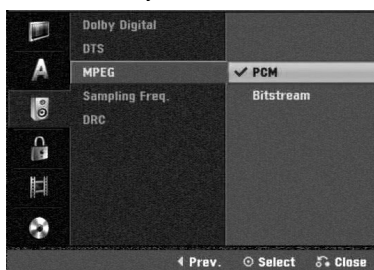 Dolby Digital
DTS
MPEG
✓ PCM
Sampling Freq.
Bitstream
DRC
Prev.
Select
Close